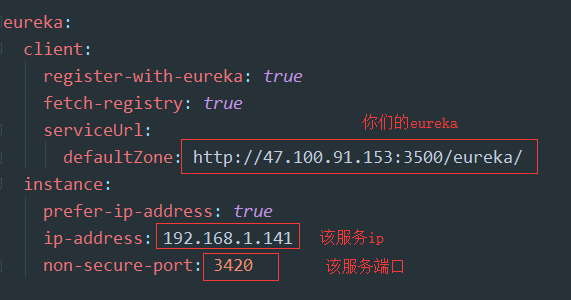 eureka:
client:
register-with-eureka: true
fetch-registry: true
serviceUrl:
你们的eureka
defaultZone: http://47.100.91.153:3500/eureka/
instance:
prefer-ip-address: true
ip-address: 192.168.1.141 该服务ip
non-secure-port: 3420 该服务端口